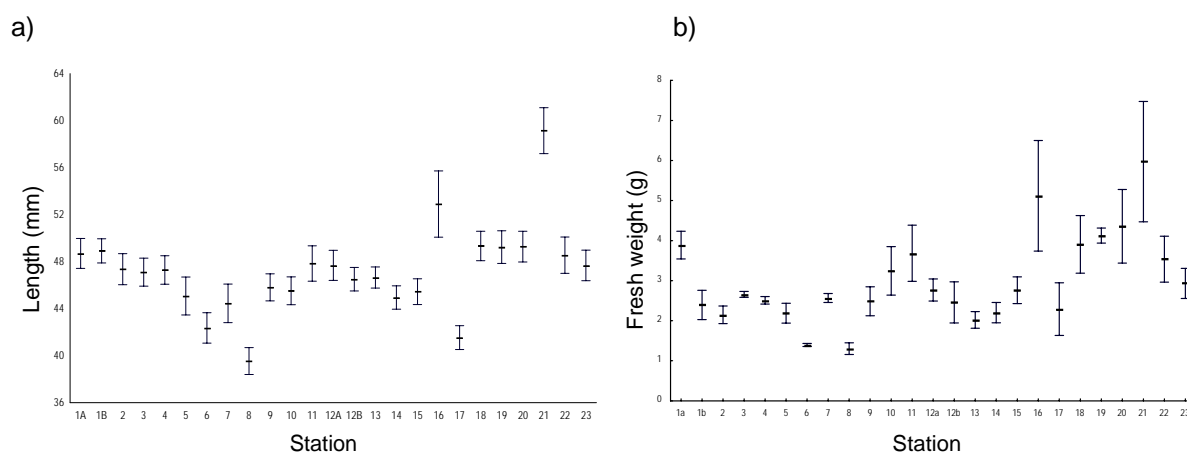 a)
Length (mm)
64
60
56
52
48
44
40
36
1A 1B 2 3 4 5 6 7 8 9 10 11 12A 12B 13 14 15 16 17 18 19 20 21 22 23
Station
b)
Fresh weight (g)
8
7
6
5
4
3
2
1
0
1a 1b 2 3 4 5 6 7 8 9 10 11 12a 12b 13 14 15 16 17 18 19 20 21 22 23
Station